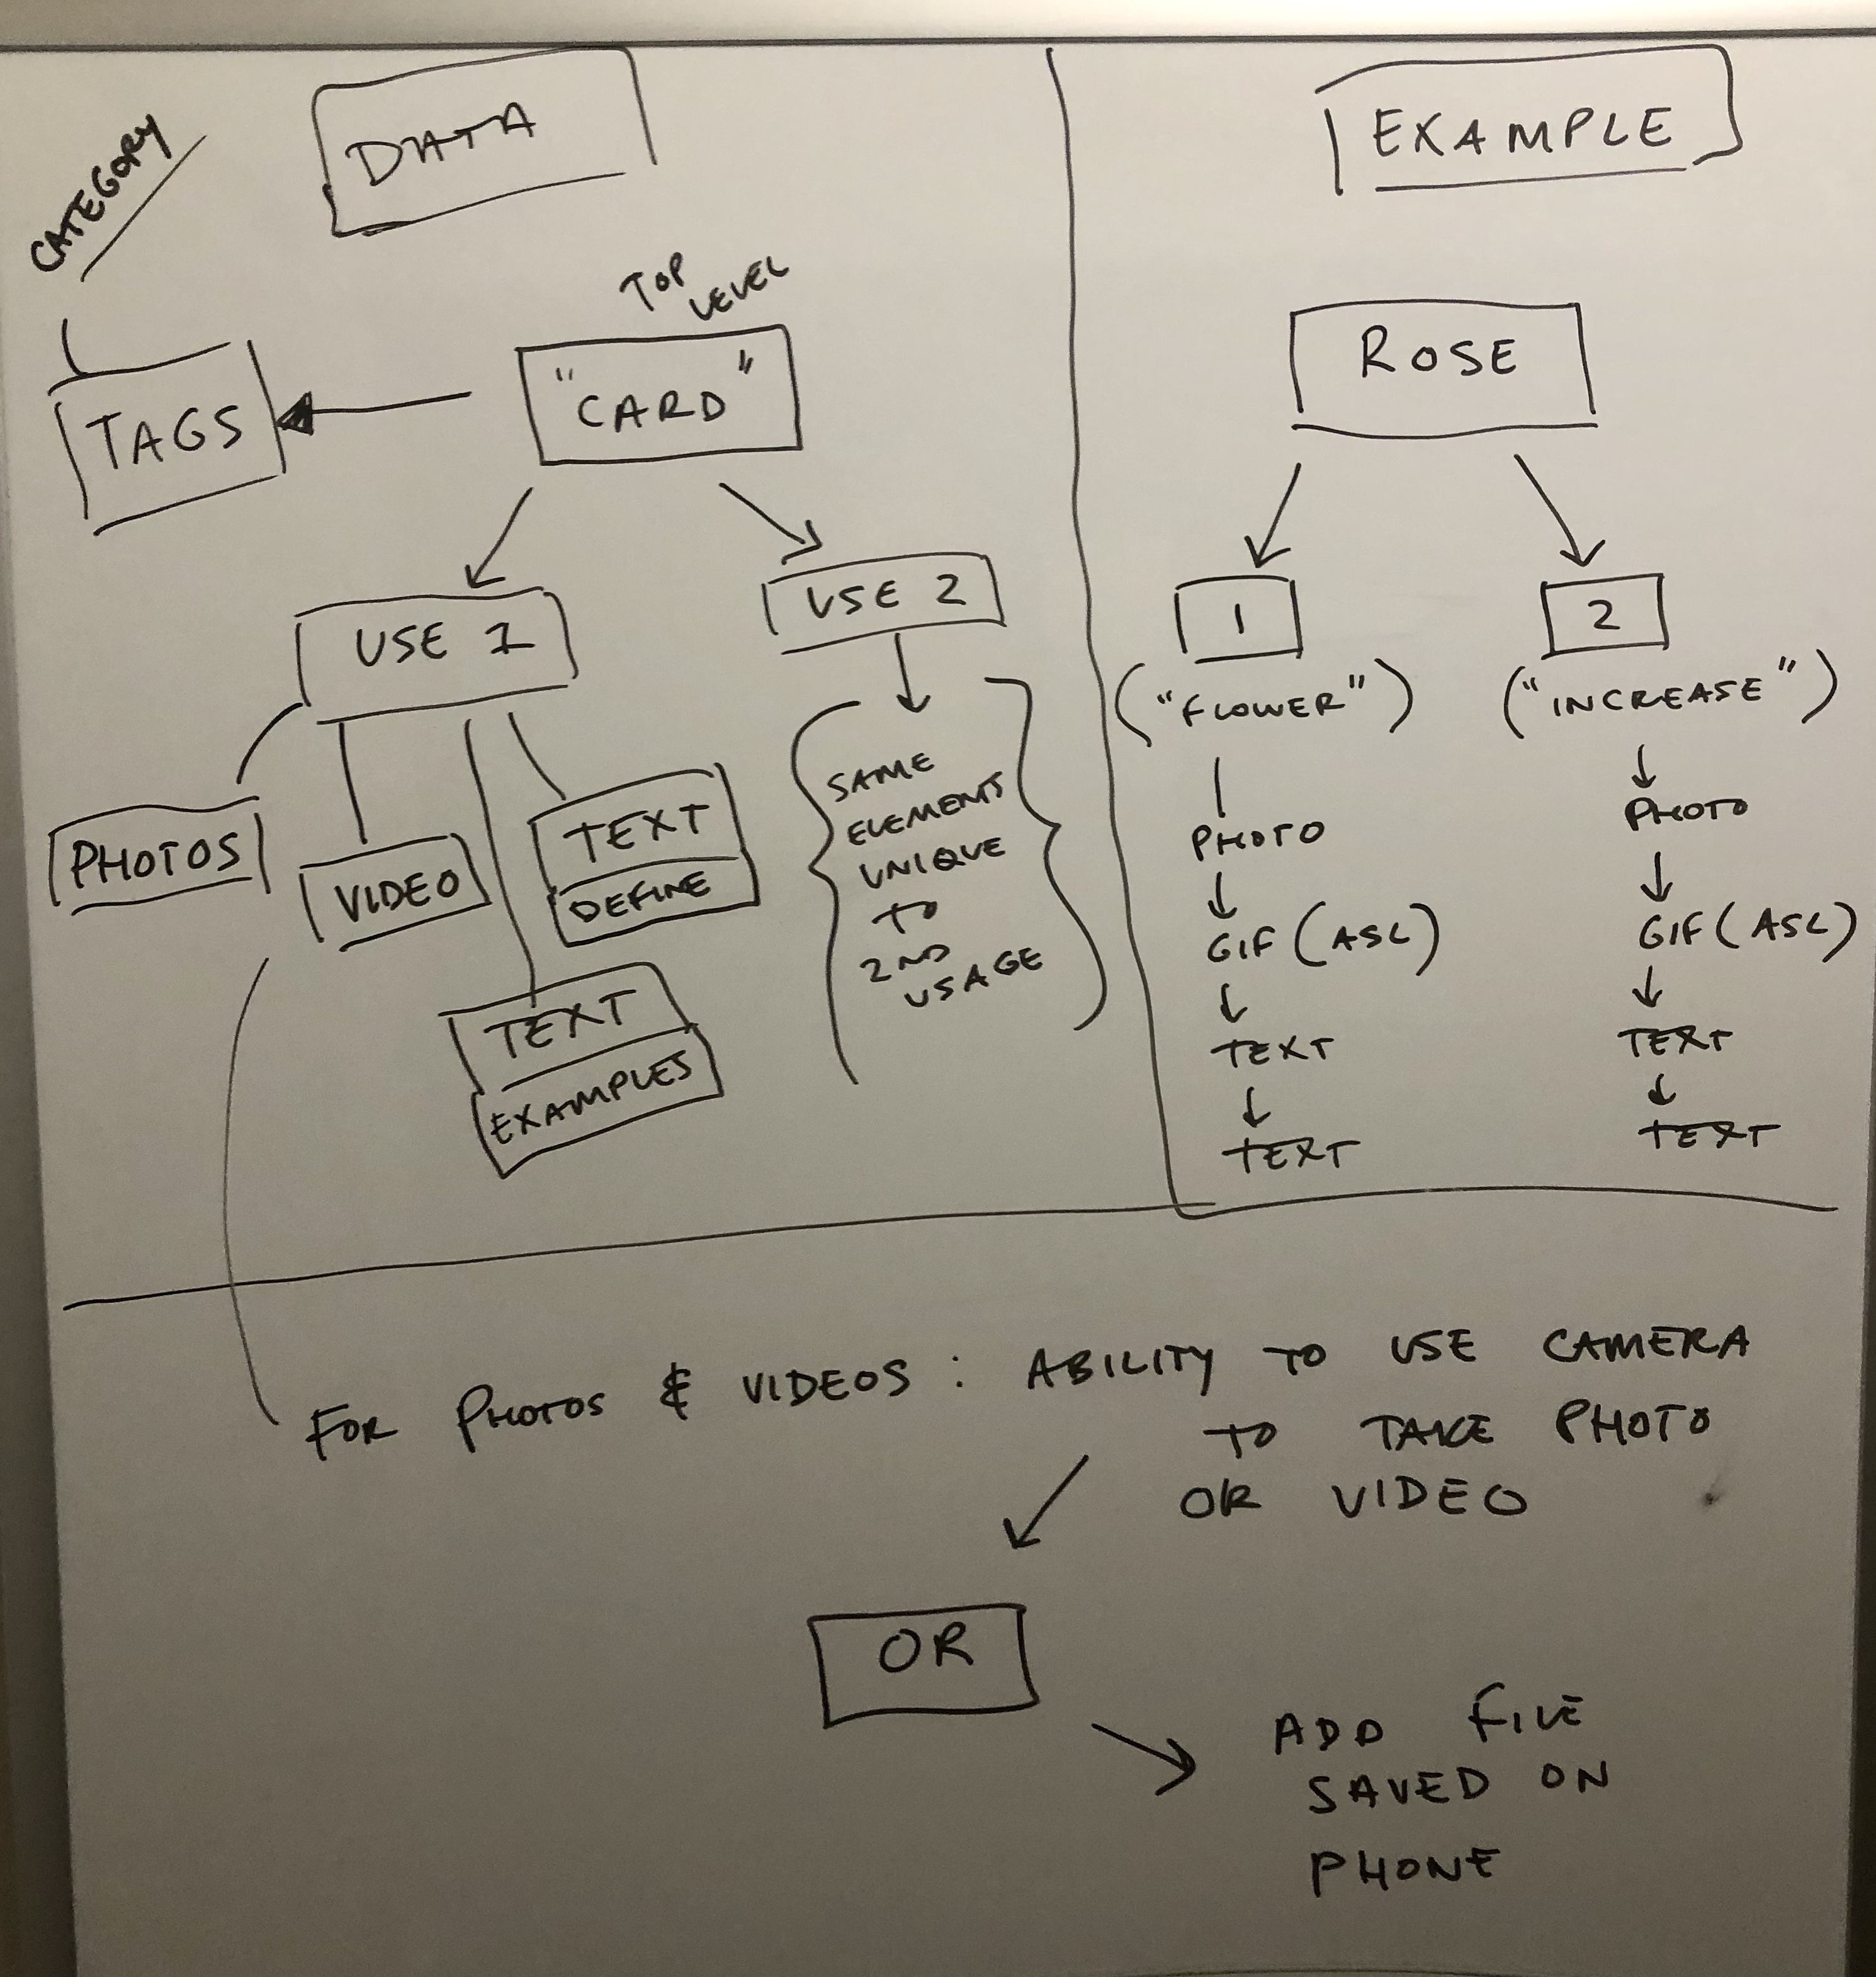 DATA
CATEGORY
TOP
LEVEL
"CARD"
TAGS
USE 1
USE 2
PHOTOS
VIDEO
TEXT
DEFINE
TEXT
EXAMPLES
SAME
ELEMENTS
UNIQUE
TO
2ND
USAGE
EXAMPLE
ROSE
1
("FLOWER")
PHOTO
GIF (ASL)
TEXT
TEXT
2
("INCREASE")
PHOTO
GIF (ASL)
TEXT
TEXT
FOR PHOTOS & VIDEOS: ABILITY TO USE CAMERA
TO TAKE PHOTO
OR VIDEO
OR
ADD FILE
SAVED ON
PHONE